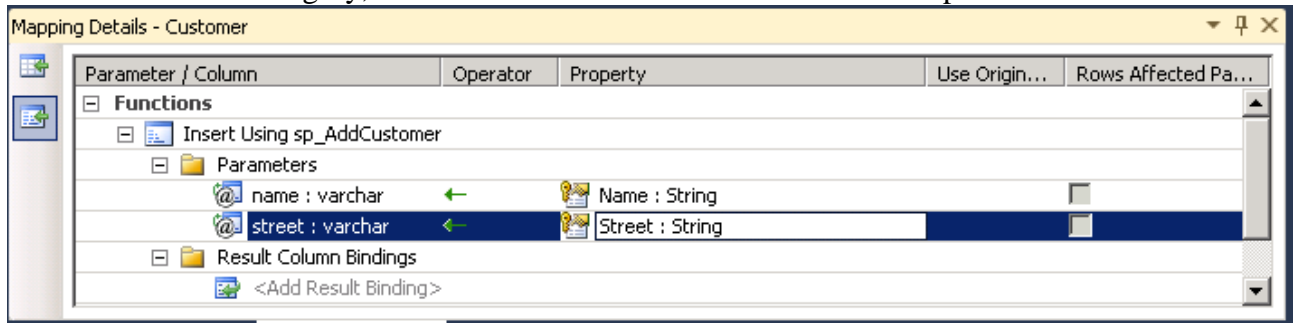 Mapping Details - Customer
Parameter / Column Operator Property Use Origin... Rows Affected Pa...
Functions
Insert Using sp_AddCustomer
Parameters
name : varchar Name : String
street : varchar Street : String
Result Column Bindings
<Add Result Binding>